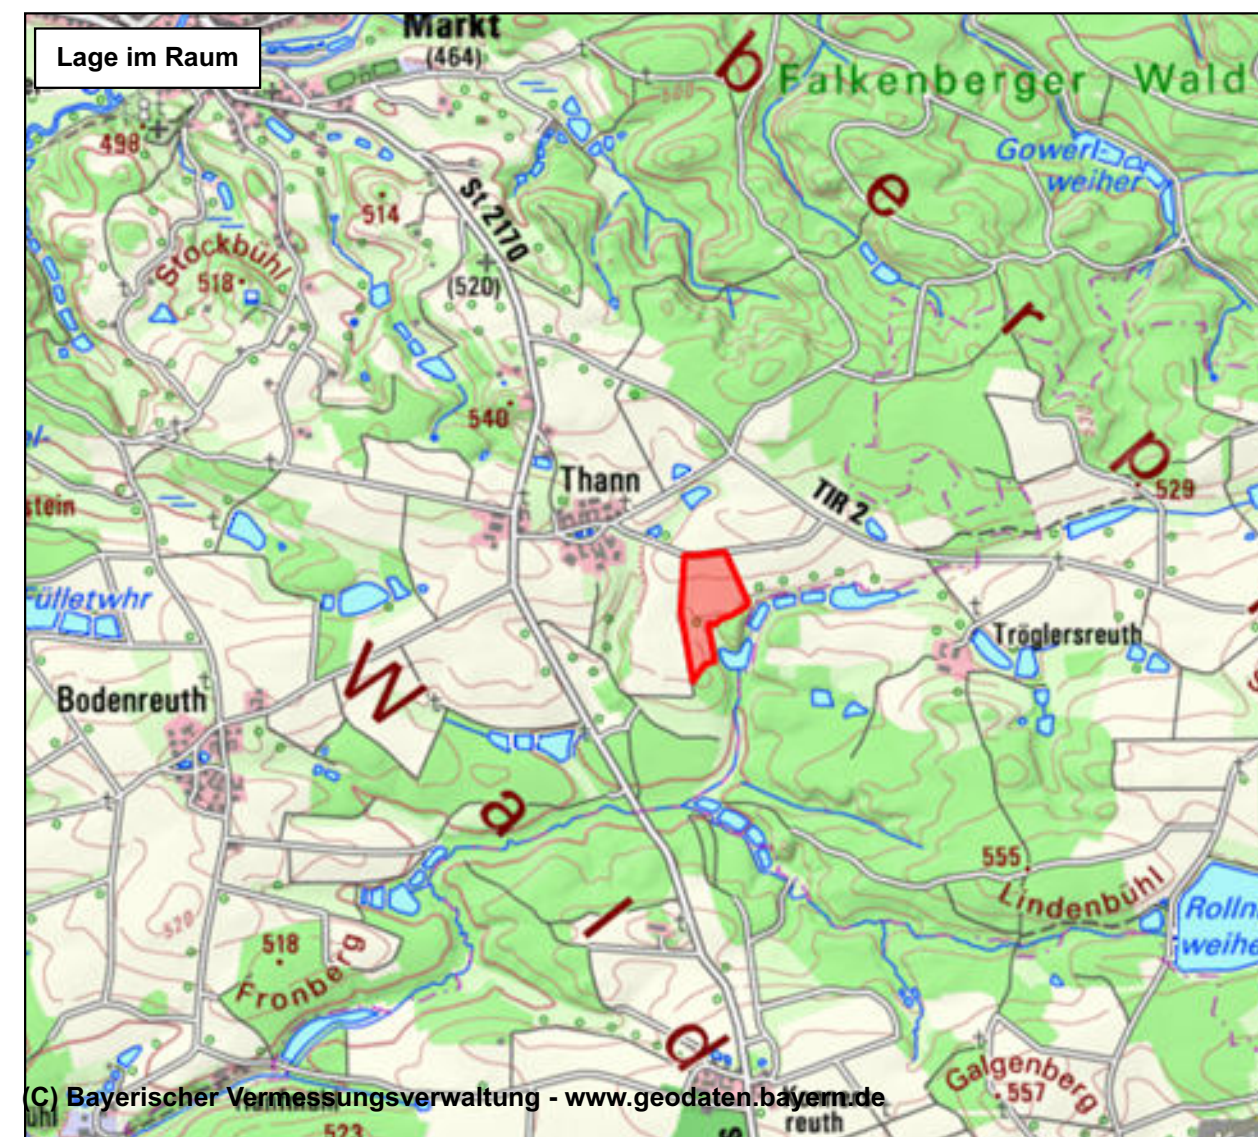 Lage im Raum
Markt
(464)
Falkenberger Wald
b
e
r
p
498
500
Gowerl-
weiher
514
St 2170
Stockbühl
518
(520)
540
Thann
TIR 2
529
stein
Fülletwhr
W
a
l
d
Tröglersreuth
Bodenreuth
555
Lindenbühl
Rolln
weihe
520
518
Fronberg
Galgenberg
557
(C) Bayerischer Vermessungsverwaltung - www.geodaten.bayern.de
reuth
523